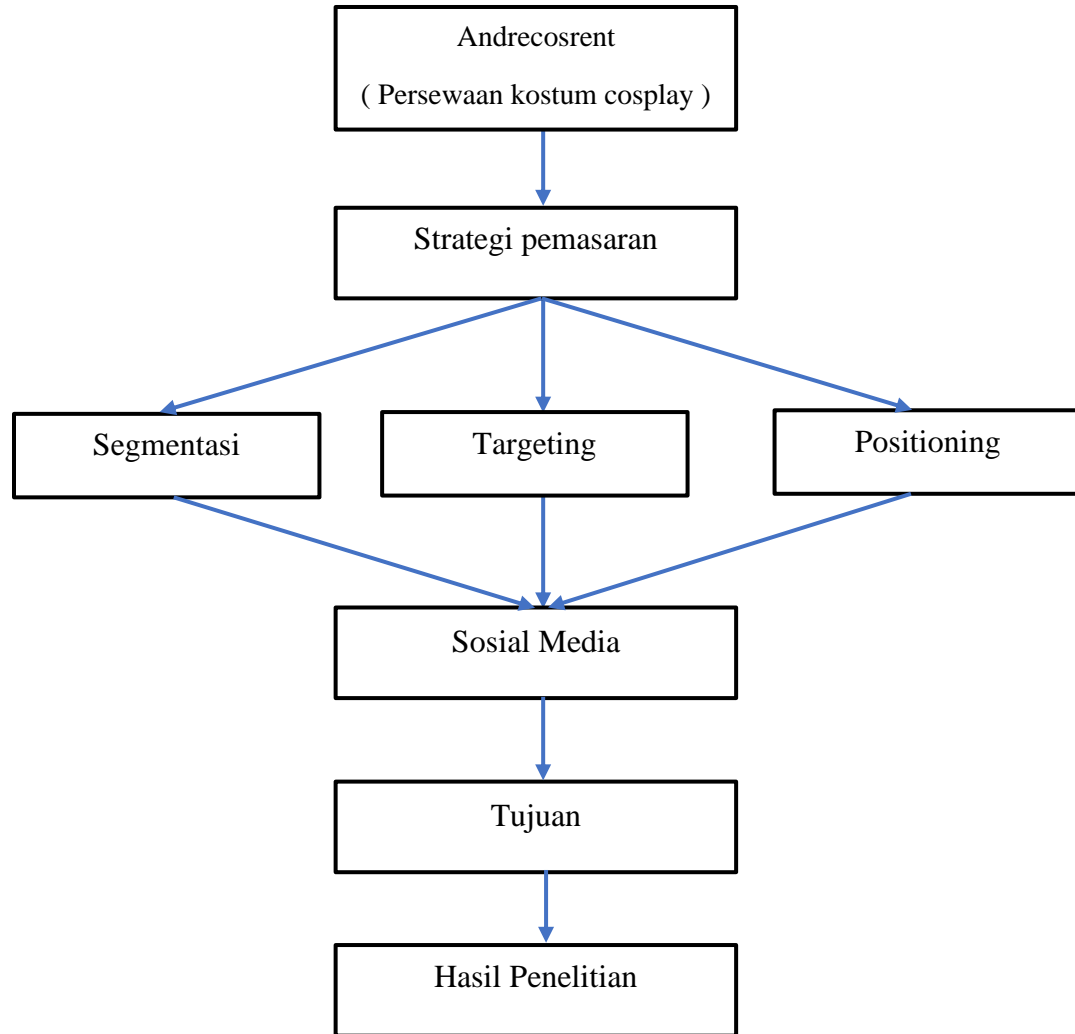 Andrecosrent
( Persewaan kostum cosplay )
Strategi pemasaran
Segmentasi
Targeting
Positioning
Sosial Media
Tujuan
Hasil Penelitian